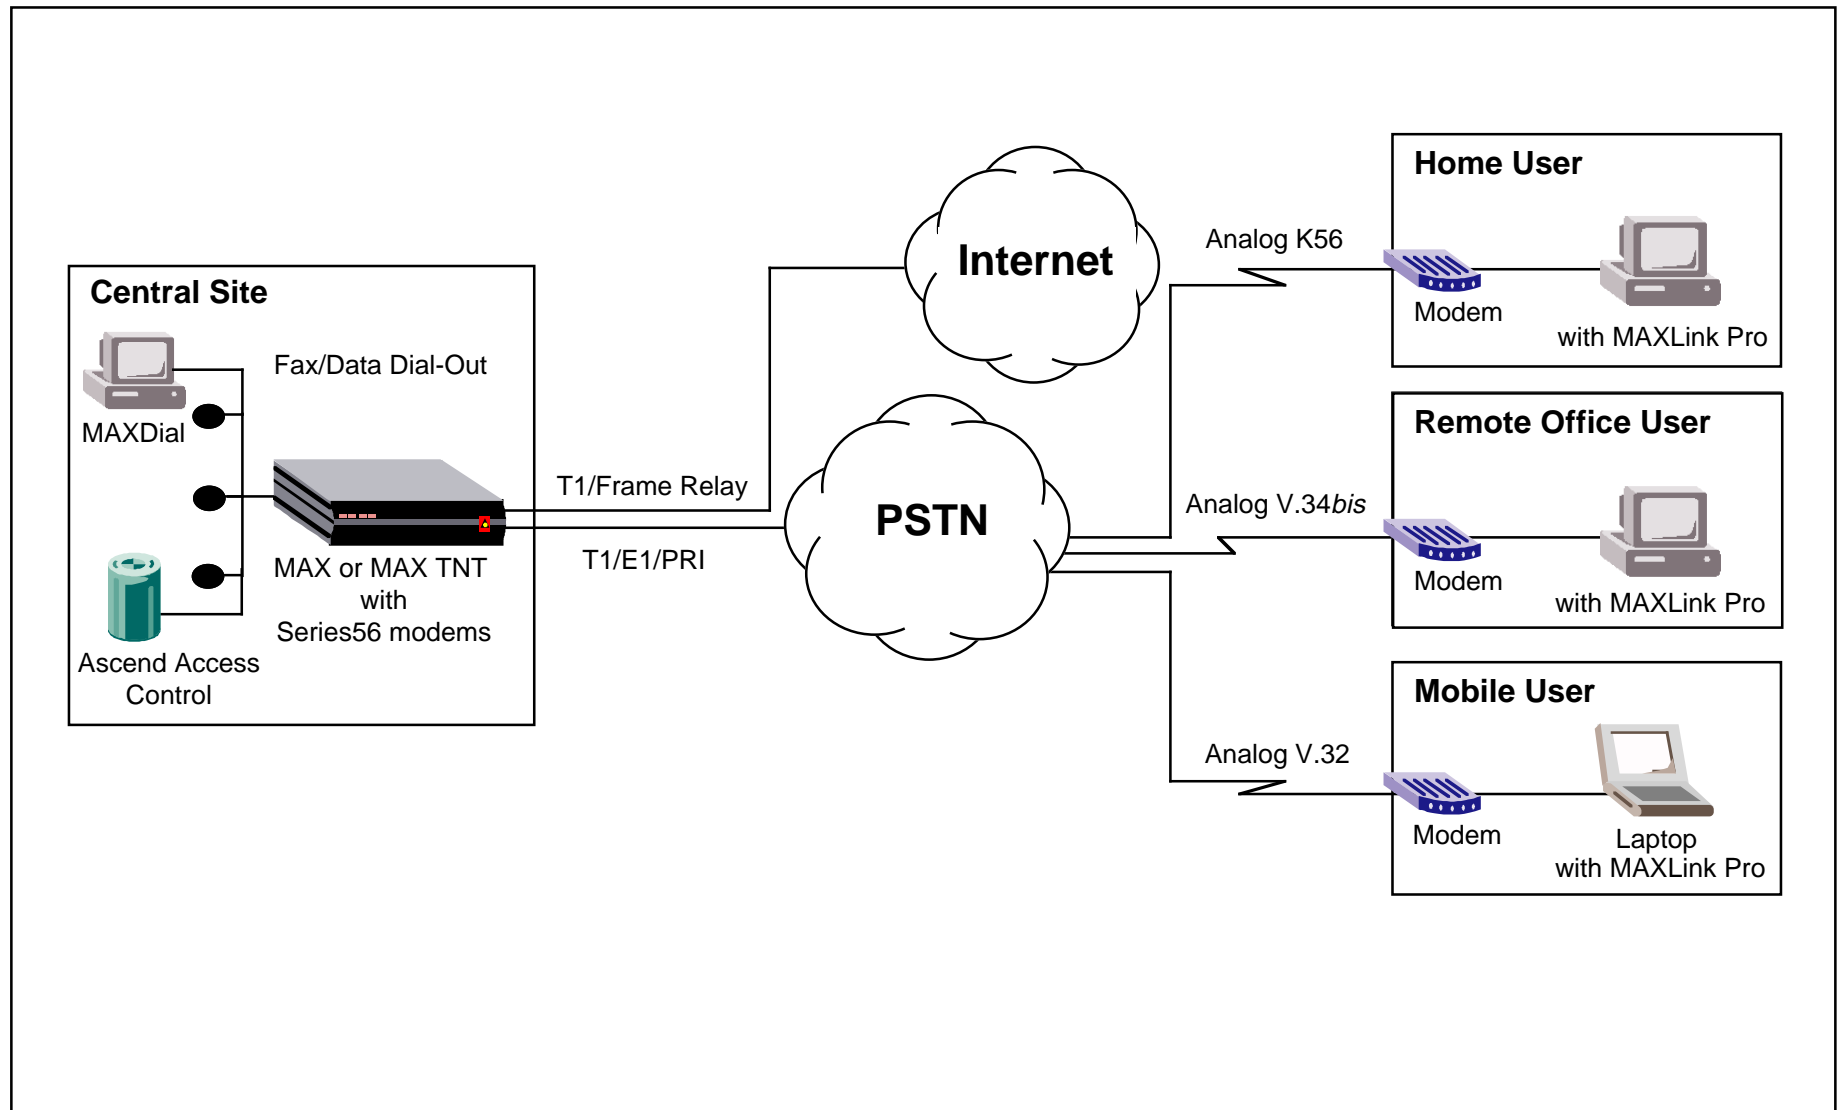 Central Site
Fax/Data Dial-Out
MAXDial
MAX or MAX TNT
with
Series56 modems
Ascend Access
Control
T1/Frame Relay
T1/E1/PRI
Internet
PSTN
Analog K56
Analog V.34bis
Analog V.32
Home User
Modem
with MAXLink Pro
Remote Office User
Modem
with MAXLink Pro
Mobile User
Modem
Laptop
with MAXLink Pro